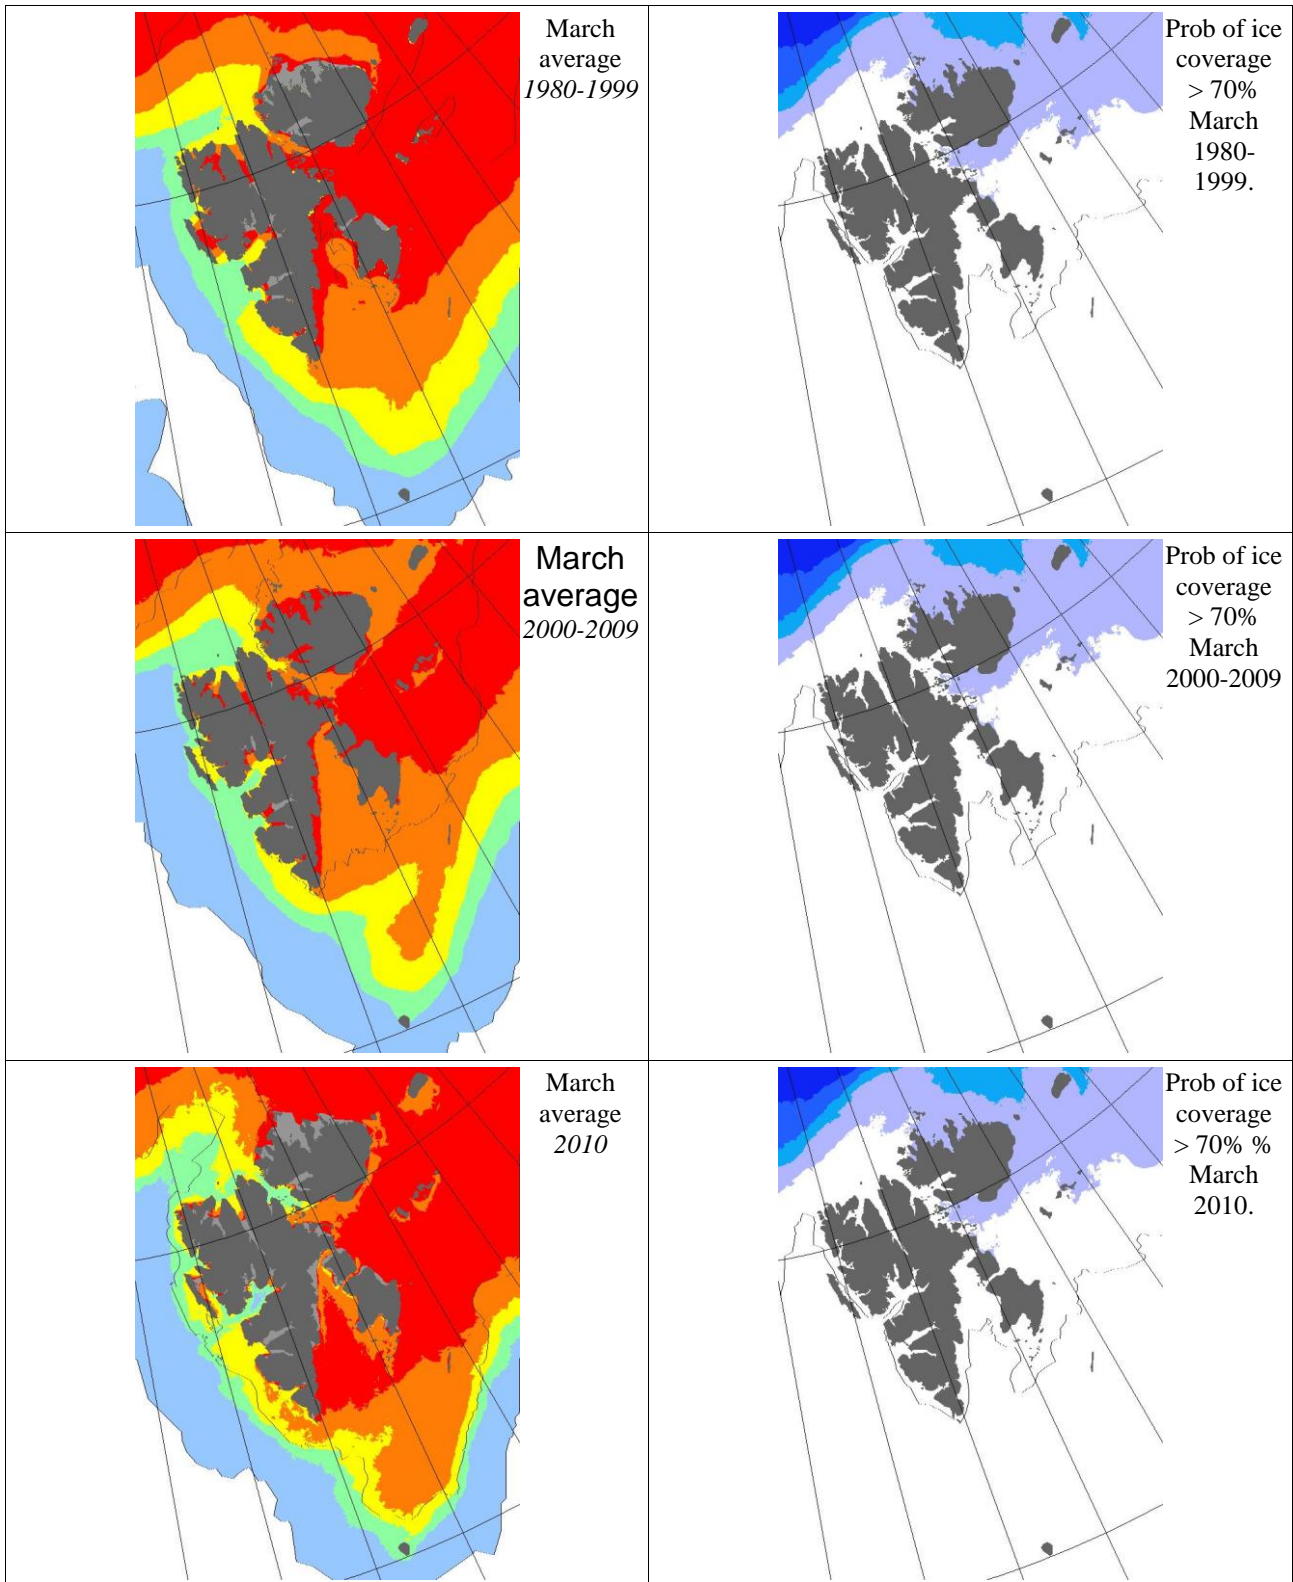 March
average
1980-1999
Prob of ice
coverage
> 70%
March
1980-
1999.
March
average
2000-2009
Prob of ice
coverage
> 70%
March
2000-2009
March
average
2010
Prob of ice
coverage
> 70% %
March
2010.